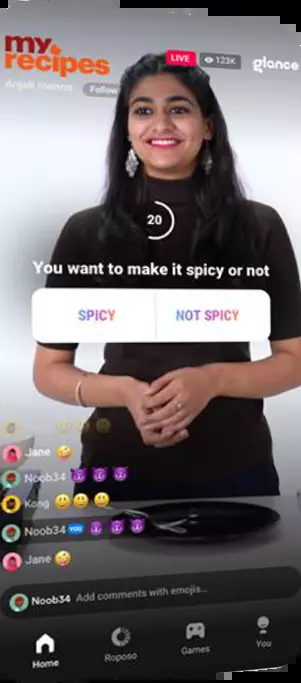 my
recipes
LIVE
123K
glance
Anjali menon
Follow
20
You want to make it spicy or not
SPICY
NOT SPICY
Jane
Noob34
Kong
Noob34 YOU
Jane
Noob34 Add comments with emojis...
Home
Roposo
Games
You